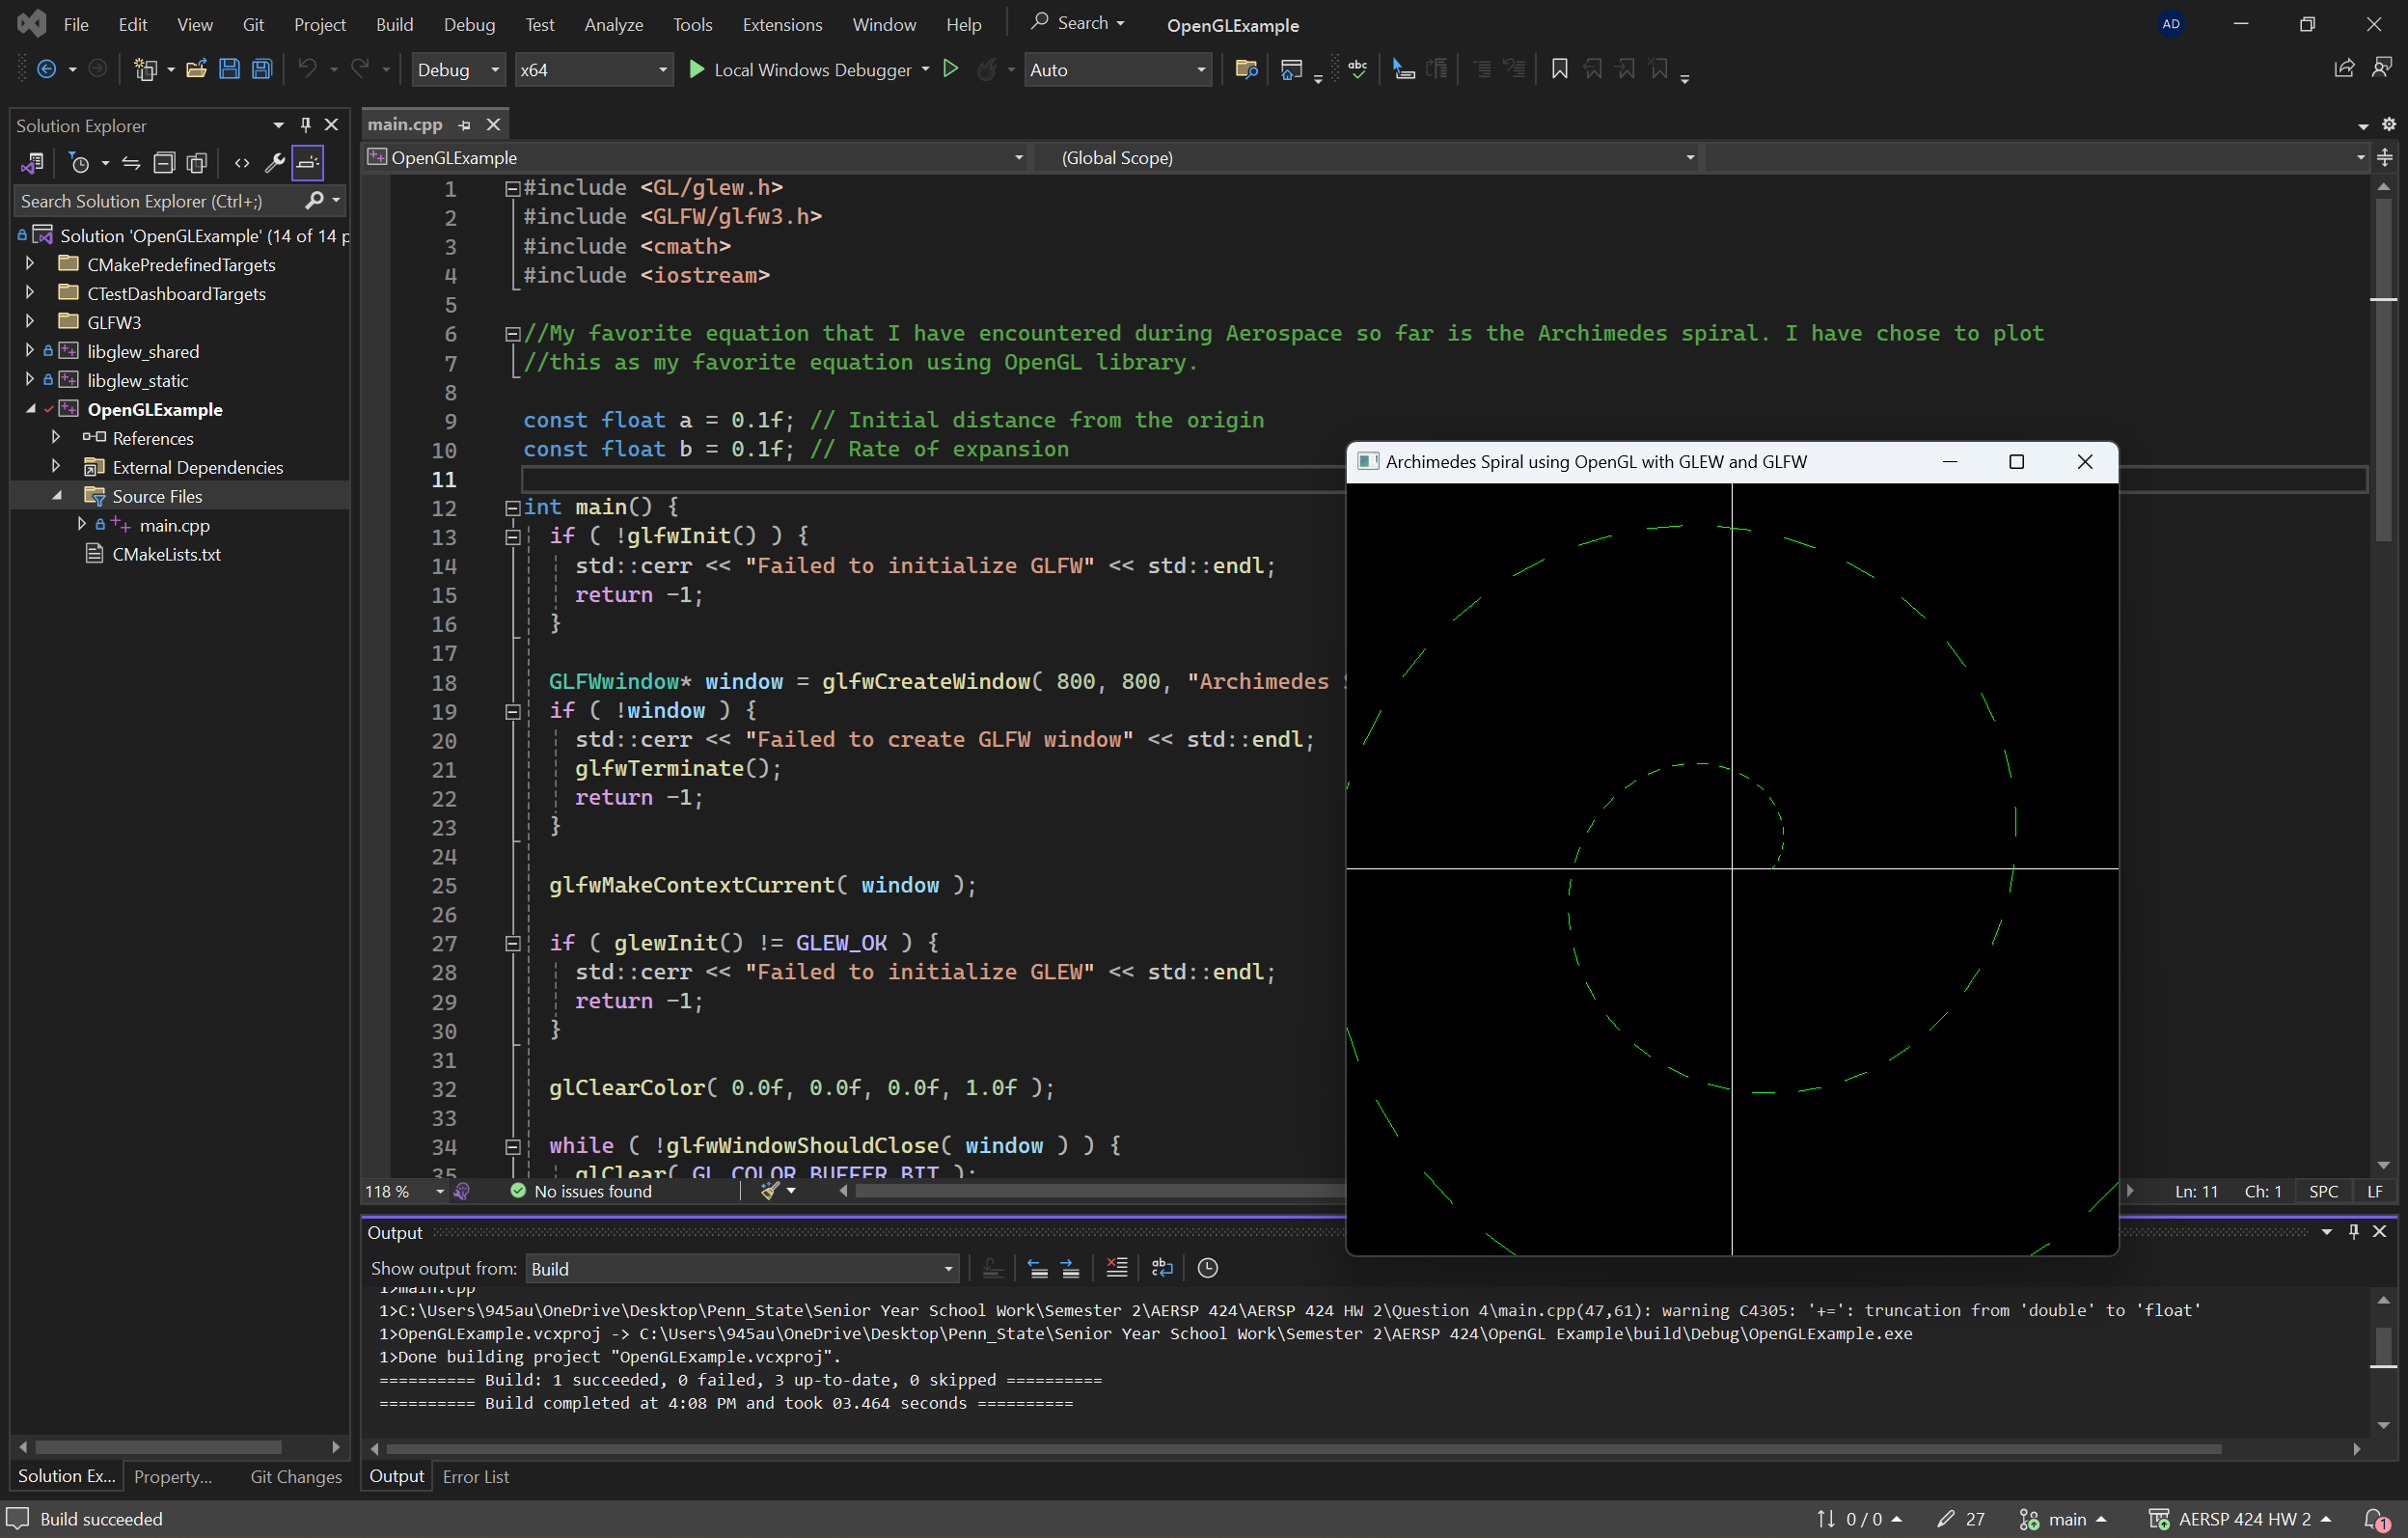 File Edit View Git Project Build Debug Test Analyze Tools Extensions Window Help Search OpenGLExample AD
Debug x64 Local Windows Debugger Auto
Solution Explorer
Search Solution Explorer (Ctrl+;)
Solution 'OpenGLExample' (14 of 14 p
CMakePredefinedTargets
CTestDashboardTargets
GLFW3
libglew_shared
libglew_static
OpenGLExample
References
External Dependencies
Source Files
main.cpp
CMakeLists.txt
Solution Ex... Property... Git Changes
main.cpp
OpenGLExample (Global Scope)
1 #include <GL/glew.h>
2 #include <GLFW/glfw3.h>
3 #include <cmath>
4 #include <iostream>
5
6 //My favorite equation that I have encountered during Aerospace so far is the Archimedes spiral. I have chose to plot
7 //this as my favorite equation using OpenGL library.
8
9 const float a = 0.1f; // Initial distance from the origin
10 const float b = 0.1f; // Rate of expansion
11
12 int main() {
13 if ( !glfwInit() ) {
14 std::cerr << "Failed to initialize GLFW" << std::endl;
15 return -1;
16 }
17
18 GLFWwindow* window = glfwCreateWindow( 800, 800, "Archimedes
19 if ( !window ) {
20 std::cerr << "Failed to create GLFW window" << std::endl;
21 glfwTerminate();
22 return -1;
23 }
24
25 glfwMakeContextCurrent( window );
26
27 if ( glewInit() != GLEW_OK ) {
28 std::cerr << "Failed to initialize GLEW" << std::endl;
29 return -1;
30 }
31
32 glClearColor( 0.0f, 0.0f, 0.0f, 1.0f );
33
34 while ( !glfwWindowShouldClose( window ) ) {
35 glClear( GL_COLOR_BUFFER_BIT );
Archimedes Spiral using OpenGL with GLEW and GLFW
118 % No issues found Ln: 11 Ch: 1 SPC LF
Output
Show output from: Build
1>main.cpp
1>C:\Users\945au\OneDrive\Desktop\Penn_State\Senior Year School Work\Semester 2\AERSP 424\AERSP 424 HW 2\Question 4\main.cpp(47,61): warning C4305: '+=': truncation from 'double' to 'float'
1>OpenGLExample.vcxproj -> C:\Users\945au\OneDrive\Desktop\Penn_State\Senior Year School Work\Semester 2\AERSP 424\OpenGL Example\build\Debug\OpenGLExample.exe
1>Done building project "OpenGLExample.vcxproj".
========== Build: 1 succeeded, 0 failed, 3 up-to-date, 0 skipped ==========
========== Build completed at 4:08 PM and took 03.464 seconds ==========
Output Error List
Build succeeded 0 / 0 27 main AERSP 424 HW 2 1